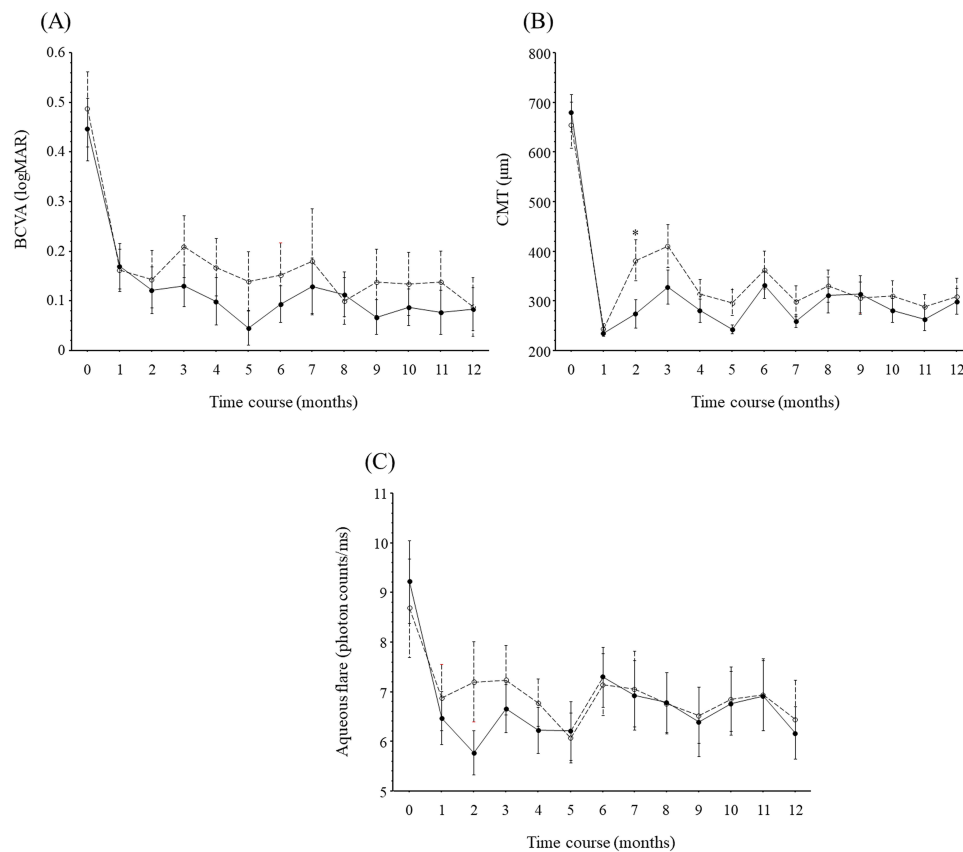 (A)
0.6
0.5
0.4
0.3
0.2
0.1
0
BCVA (logMAR)
0 1 2 3 4 5 6 7 8 9 10 11 12
Time course (months)
(B)
800
700
600
500
400
300
200
CMT (μm)
*
0 1 2 3 4 5 6 7 8 9 10 11 12
Time course (months)
(C)
11
10
9
8
7
6
5
Aqueous flare (photon counts/ms)
0 1 2 3 4 5 6 7 8 9 10 11 12
Time course (months)